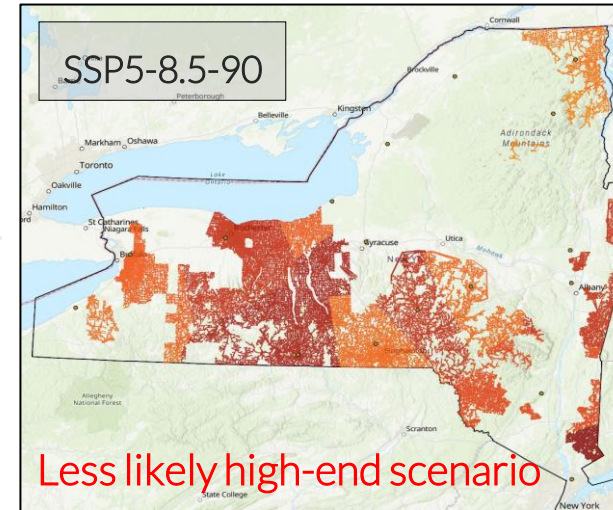 Cornwall
SSP5-8.5-90
Brockville
Peterborough
Kingston
Belleville
Adirondack
Mountains
Markham
Oshawa
Toronto
Lake
Ontario
Oakville
Hamilton
St Catharines
Niagara Falls
Rochester
Syracuse
Utica
Mohawk
Albany
Binghamton
Allegheny
National Forest
Scranton
Less likely high-end scenario
State College
New York